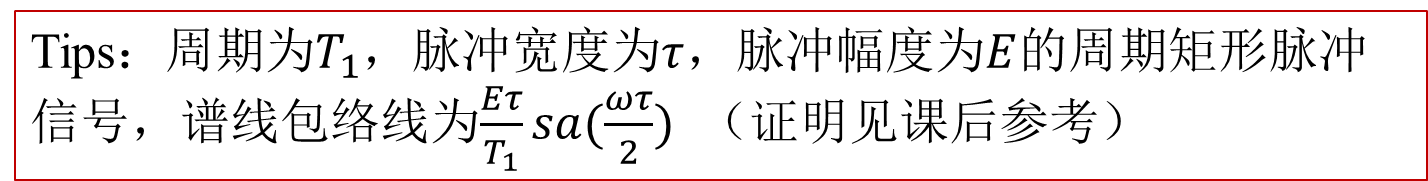 Tips：周期为𝑇₁，脉冲宽度为𝜏，脉冲幅度为𝐸的周期矩形脉冲
信号，谱线包络线为𝐸𝜏/𝑇₁ 𝑠𝑎(𝜔𝜏/2) （证明见课后参考）